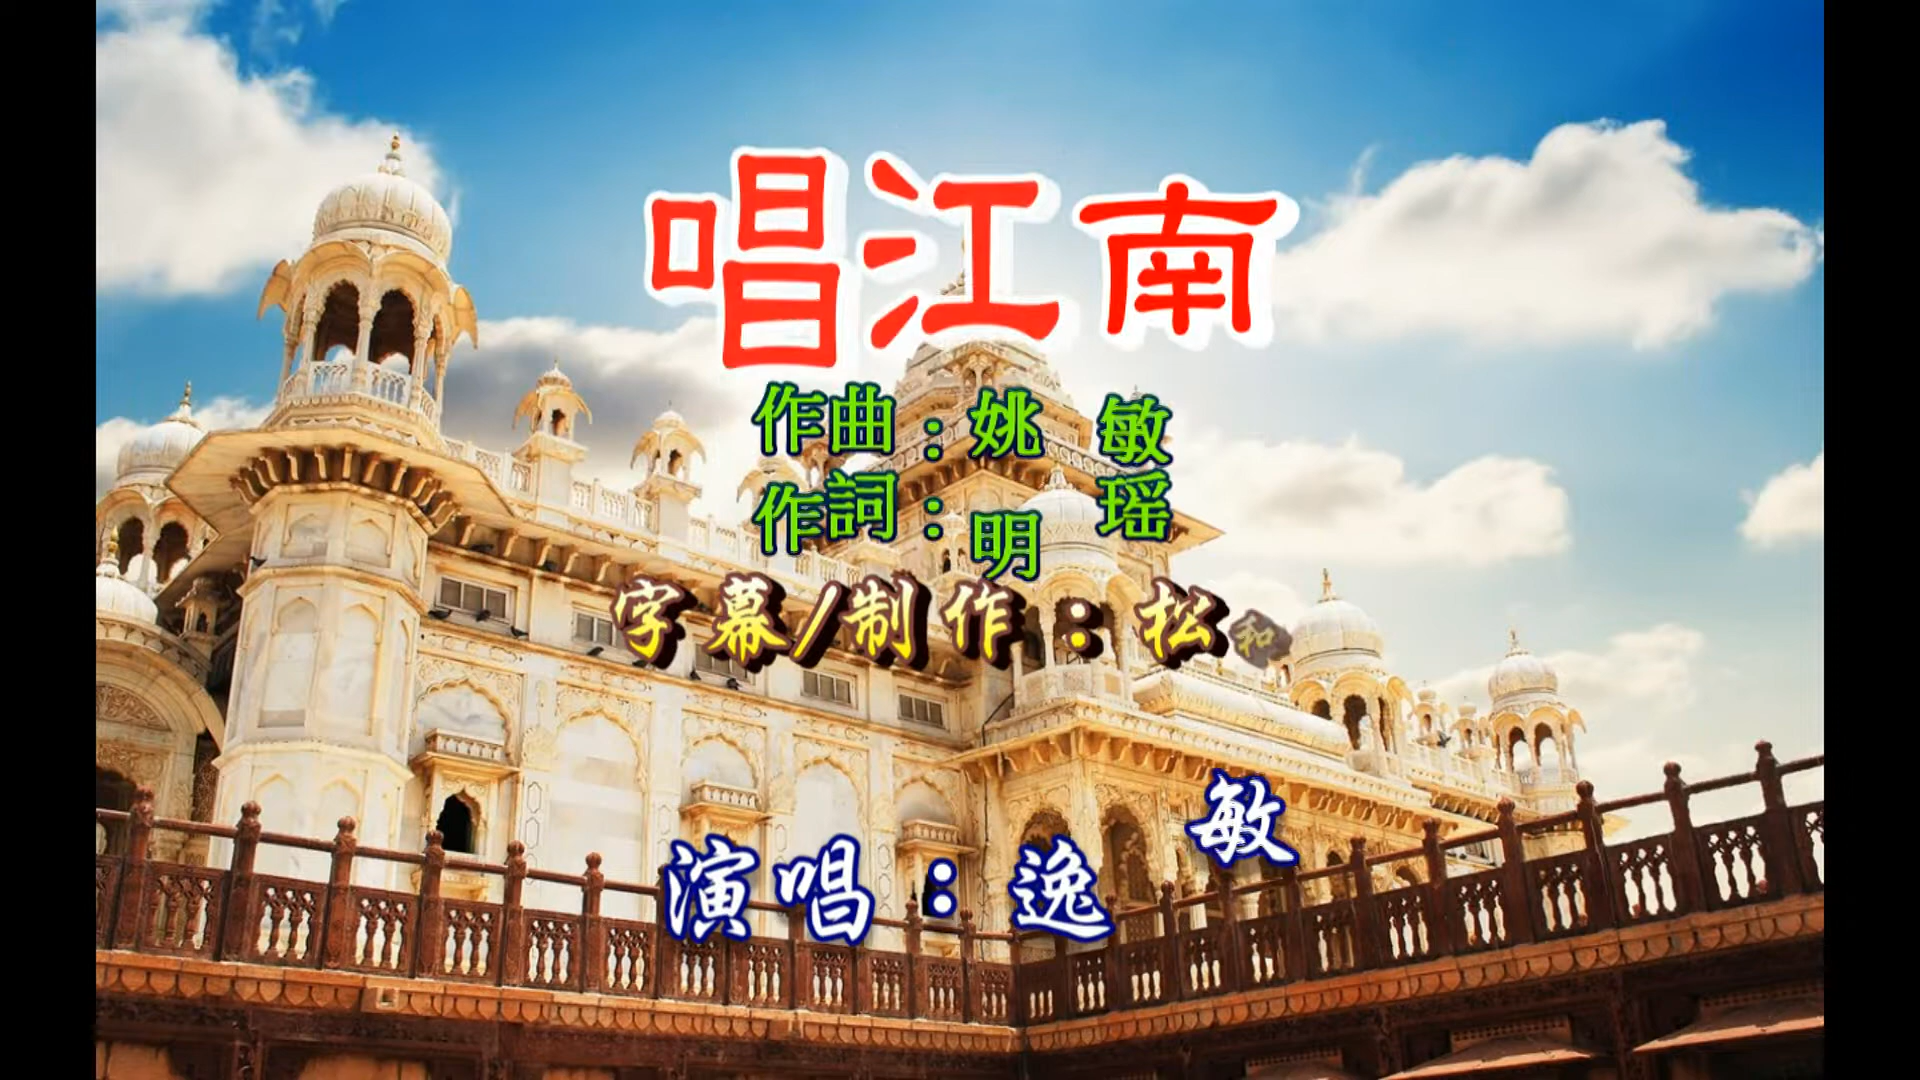 唱江南
作曲：姚 敏
作詞：明 瑶
字幕/制作：松和
演唱：逸 敏